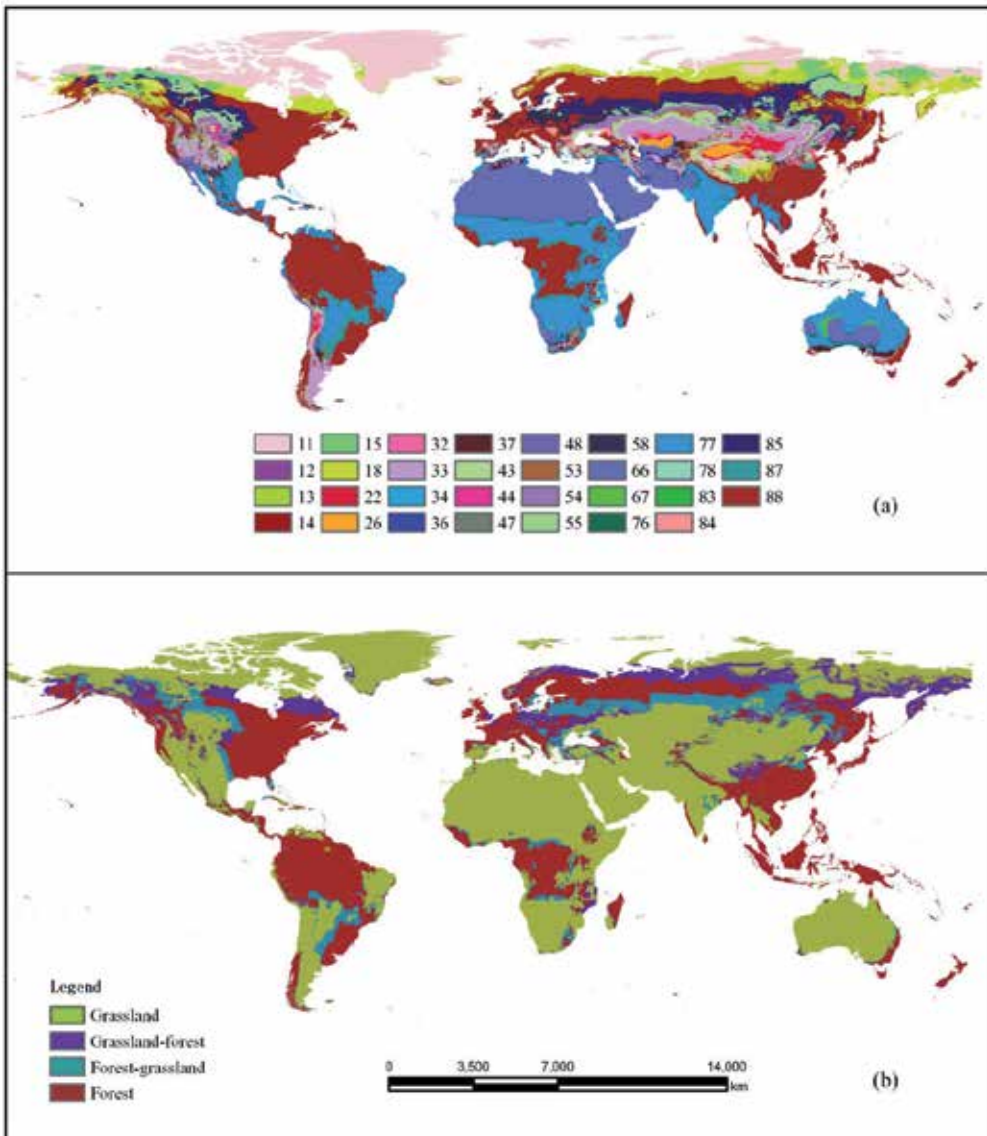 11 15 32 37 48 58 77 85
12 18 33 43 53 66 78 87
13 22 34 44 54 67 83 88
14 26 36 47 55 76 84
(a)
Legend
Grassland
Grassland-forest
Forest-grassland
Forest
0 3,500 7,000 14,000
km
(b)